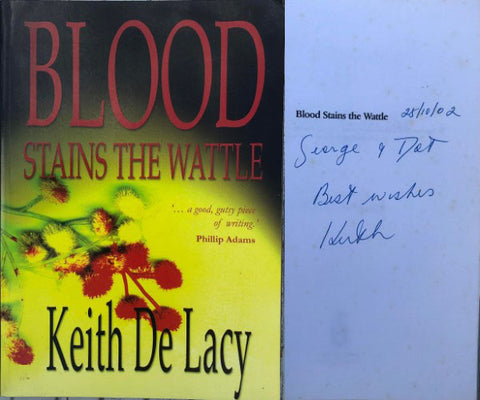 BLOOD
STAINS THE WATTLE
‘... a good, gutsy piece
of writing.’
Phillip Adams
Keith De Lacy
Blood Stains the Wattle 25/10/02
George & Dot
Best wishes
Keith